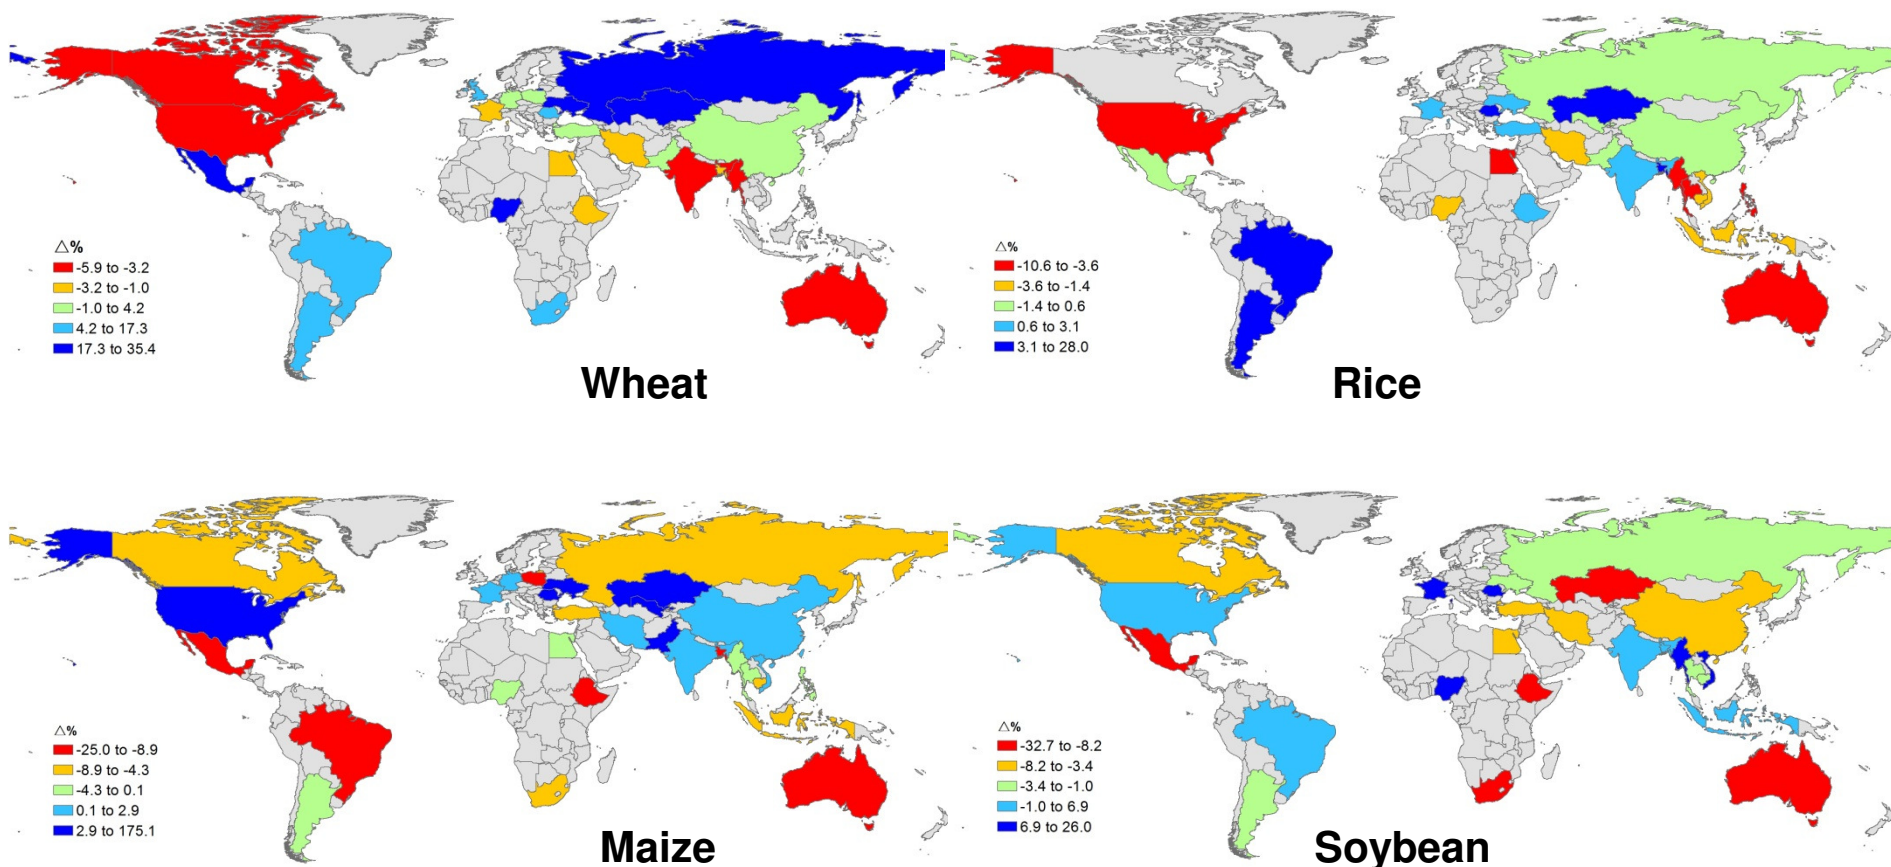 △%
-5.9 to -3.2
-3.2 to -1.0
-1.0 to 4.2
4.2 to 17.3
17.3 to 35.4
Wheat
△%
-10.6 to -3.6
-3.6 to -1.4
-1.4 to 0.6
0.6 to 3.1
3.1 to 28.0
Rice
△%
-25.0 to -8.9
-8.9 to -4.3
-4.3 to 0.1
0.1 to 2.9
2.9 to 175.1
Maize
△%
-32.7 to -8.2
-8.2 to -3.4
-3.4 to -1.0
-1.0 to 6.9
6.9 to 26.0
Soybean